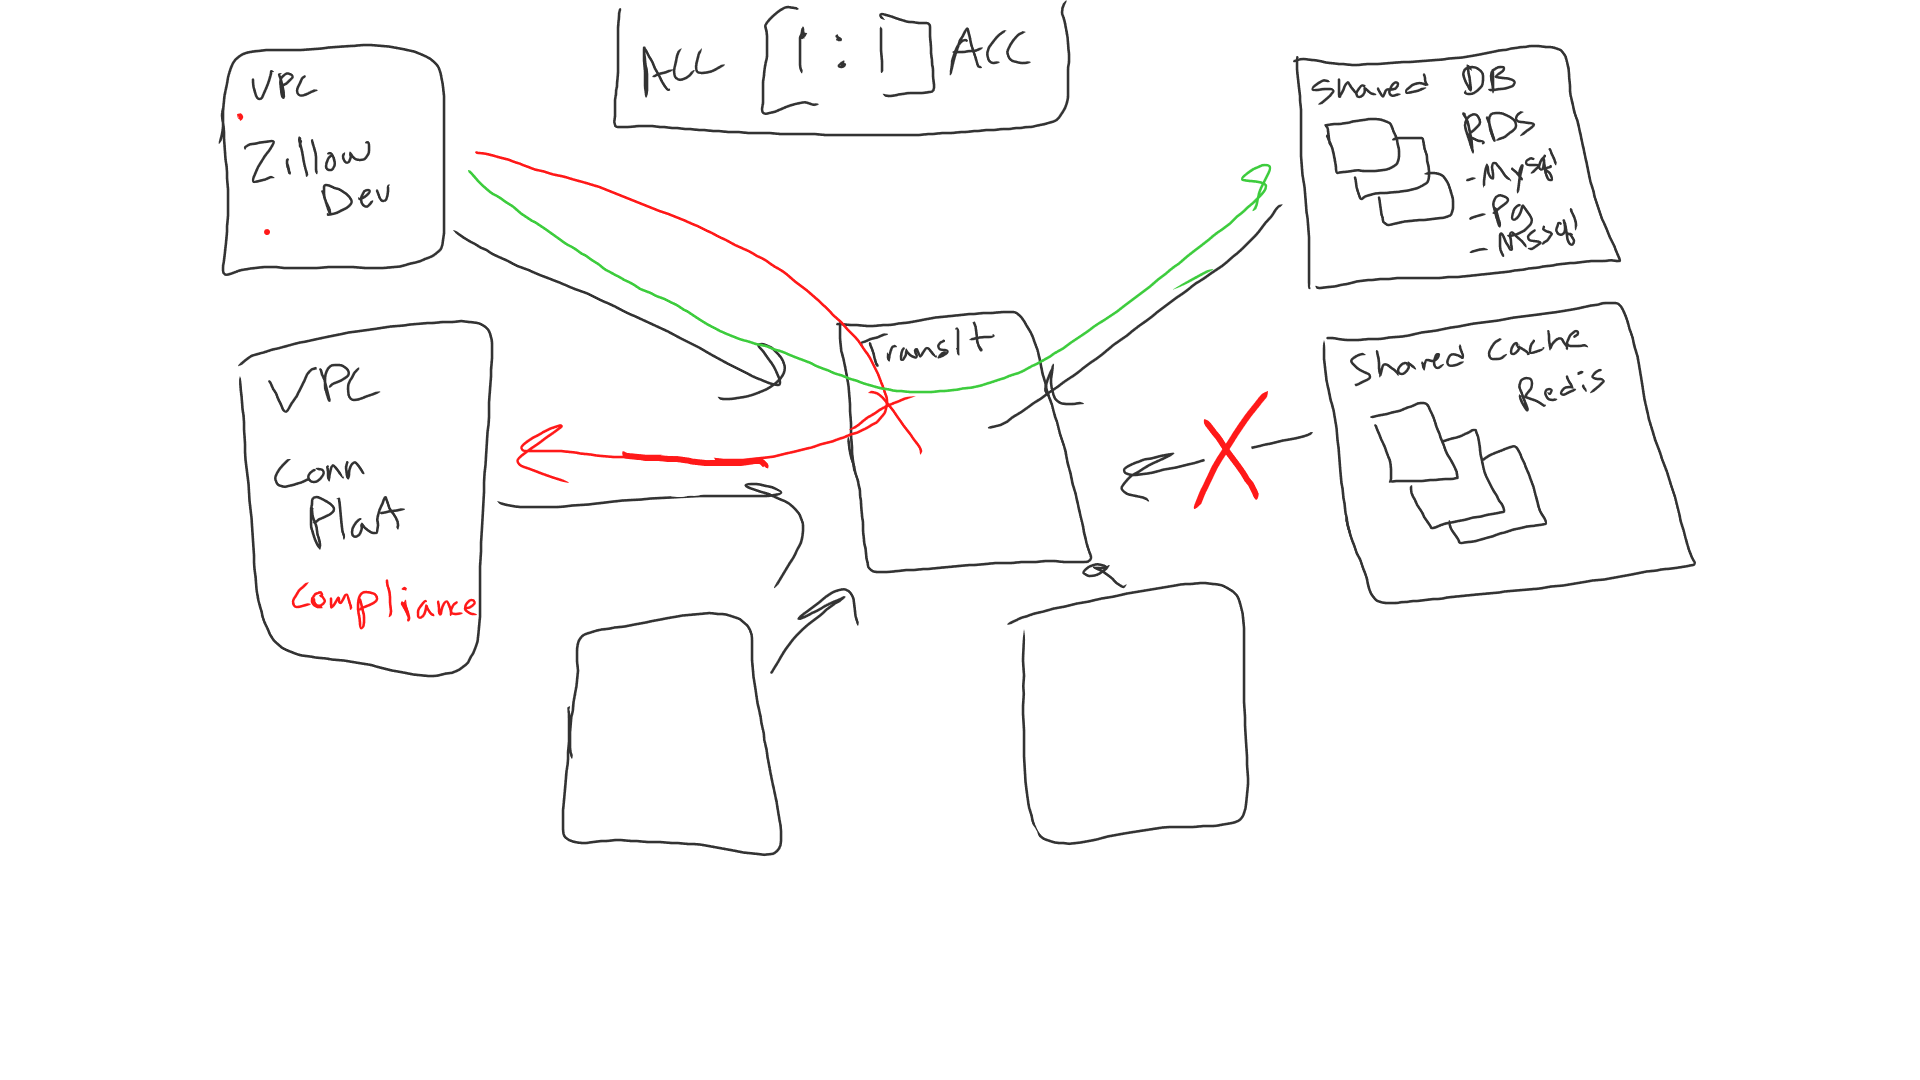 ACC [1:1] ACC
VPC
Zillow
Dev
VPC
Conn
Plat
Compliance
TransIt
Shared DB
RDS
- Mysql
- Pg
- Mssql
Shared Cache
Redis